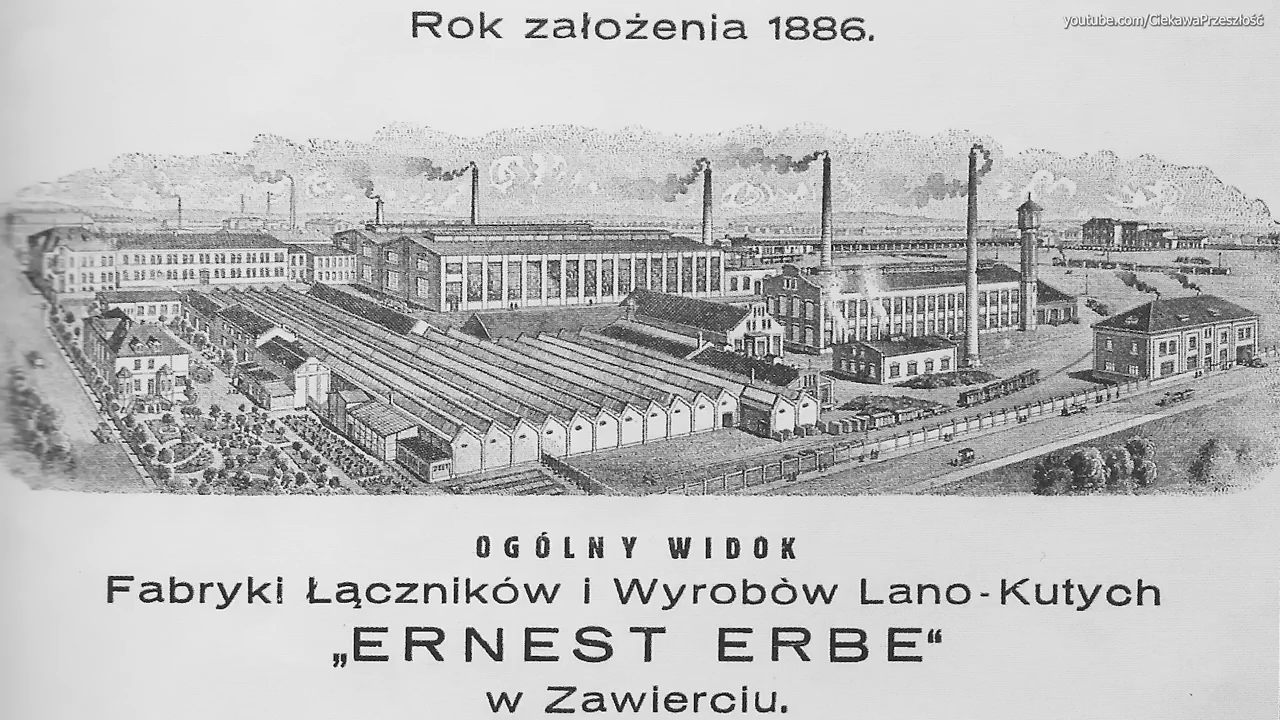 Rok założenia 1886.
youtube.com/CiekawaPrzeszłość
OGÓLNY WIDOK
Fabryki Łączników i Wyrobòw Lano-Kutych
„ERNEST ERBE“
w Zawierciu.